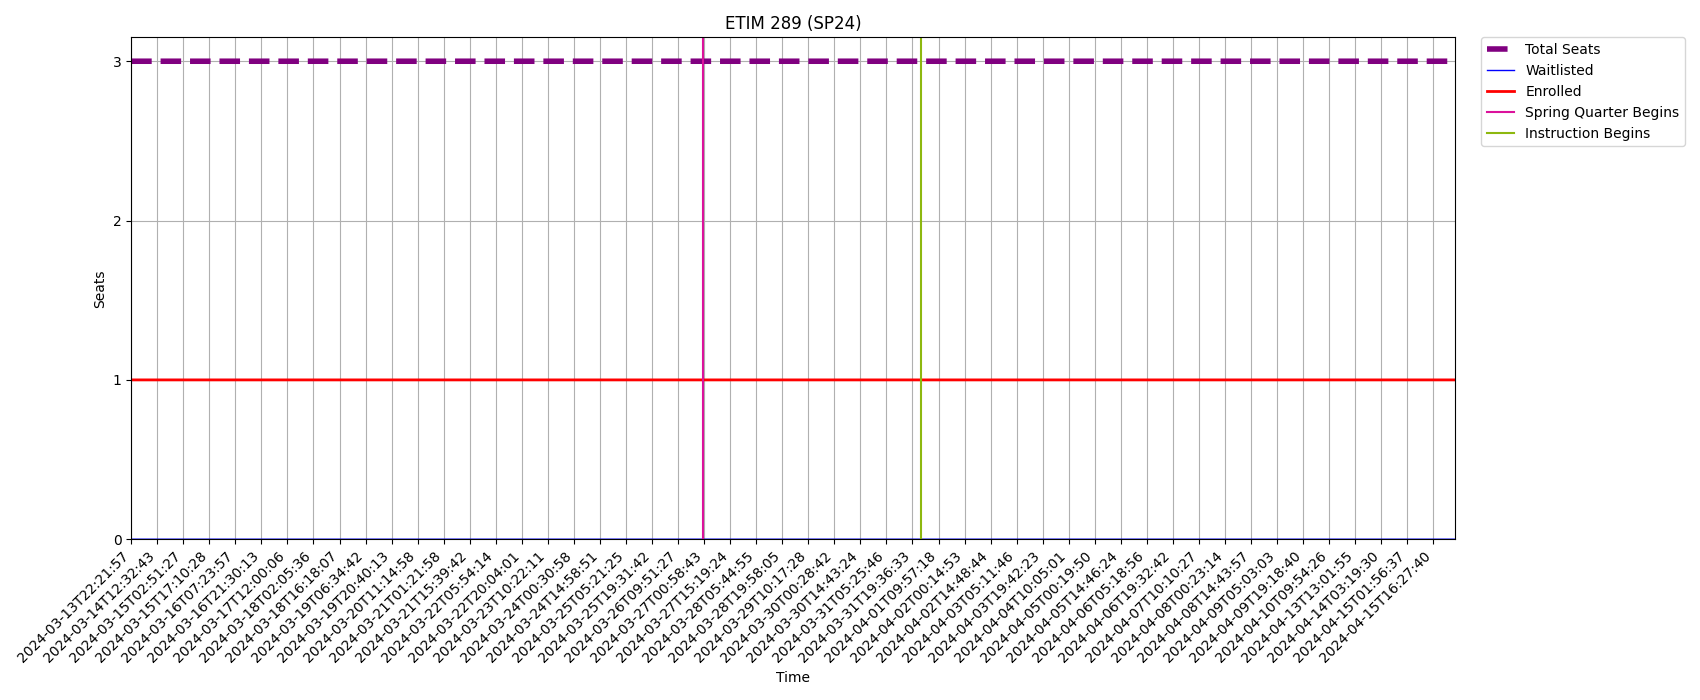 ETIM 289 (SP24)
Total Seats
Waitlisted
Enrolled
Spring Quarter Begins
Instruction Begins
Seats
3
2
1
0
2024-03-13T22:21:57
2024-03-14T12:32:43
2024-03-15T02:51:27
2024-03-15T17:10:28
2024-03-16T07:23:57
2024-03-16T21:30:13
2024-03-17T12:00:06
2024-03-18T02:05:36
2024-03-18T16:18:07
2024-03-19T06:34:42
2024-03-19T20:40:13
2024-03-20T11:14:58
2024-03-21T01:21:58
2024-03-21T15:39:42
2024-03-22T05:54:14
2024-03-22T20:04:01
2024-03-23T10:22:11
2024-03-24T00:30:58
2024-03-24T14:58:51
2024-03-25T05:21:25
2024-03-25T19:31:42
2024-03-26T09:51:27
2024-03-27T00:58:43
2024-03-27T15:19:24
2024-03-28T05:44:55
2024-03-28T19:58:05
2024-03-29T10:17:28
2024-03-30T00:28:42
2024-03-30T14:43:24
2024-03-31T05:25:46
2024-03-31T19:36:33
2024-04-01T09:57:18
2024-04-02T00:14:53
2024-04-02T14:48:44
2024-04-03T05:11:46
2024-04-03T19:42:23
2024-04-04T10:05:01
2024-04-05T00:19:50
2024-04-05T14:46:24
2024-04-06T05:18:56
2024-04-06T19:32:42
2024-04-07T10:10:27
2024-04-08T00:23:14
2024-04-08T14:43:57
2024-04-09T05:03:03
2024-04-09T19:18:40
2024-04-10T09:54:26
2024-04-13T13:01:55
2024-04-14T03:19:30
2024-04-15T01:56:37
2024-04-15T16:27:40
Time